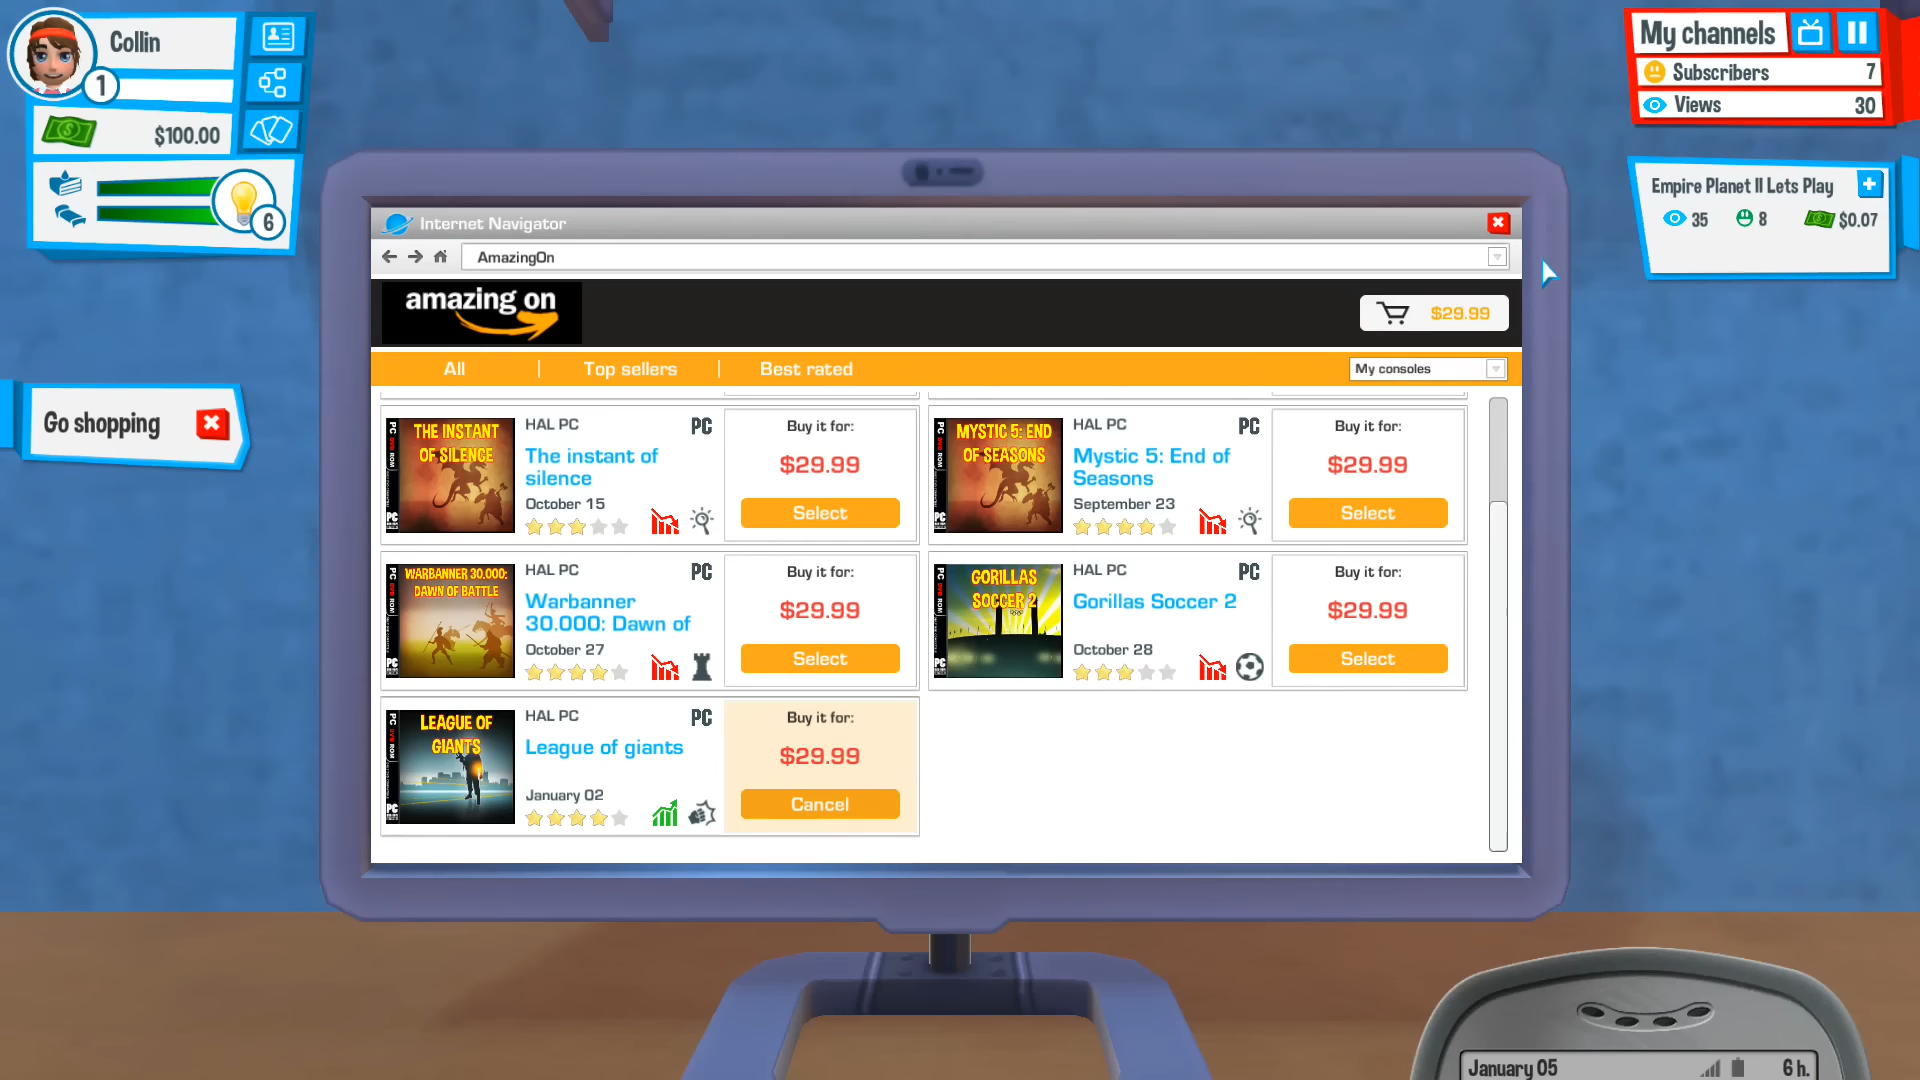 Collin
1
$100.00
6
My channels
Subscribers 7
Views 30
Empire Planet II Lets Play
35 8 $0.07
Go shopping
Internet Navigator
AmazingOn
amazing on
$29.99
All
Top sellers
Best rated
My consoles
THE INSTANT
OF SILENCE
PC
HAL PC
PC
The instant of
silence
October 15
Buy it for:
$29.99
Select
MYSTIC 5: END
OF SEASONS
PC
HAL PC
PC
Mystic 5: End of
Seasons
September 23
Buy it for:
$29.99
Select
WARBANNER 30.000:
DAWN OF BATTLE
PC
HAL PC
PC
Warbanner
30.000: Dawn of
October 27
Buy it for:
$29.99
Select
GORILLAS
SOCCER 2
PC
HAL PC
PC
Gorillas Soccer 2
October 28
Buy it for:
$29.99
Select
LEAGUE OF
GIANTS
PC
HAL PC
PC
League of giants
January 02
Buy it for:
$29.99
Cancel
January 05
6 h.